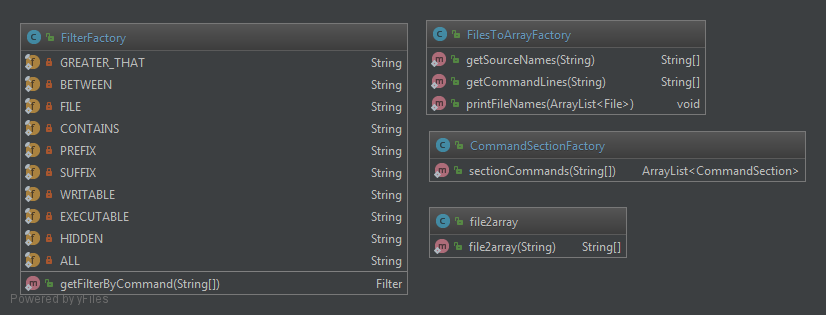 FilterFactory
GREATER_THAT String
BETWEEN String
FILE String
CONTAINS String
PREFIX String
SUFFIX String
WRITABLE String
EXECUTABLE String
HIDDEN String
ALL String
getFilterByCommand(String[]) Filter
FilesToArrayFactory
getSourceNames(String) String[]
getCommandLines(String) String[]
printFileNames(ArrayList<File>) void
CommandSectionFactory
sectionCommands(String[]) ArrayList<CommandSection>
file2array
file2array(String) String[]
Powered by yFiles